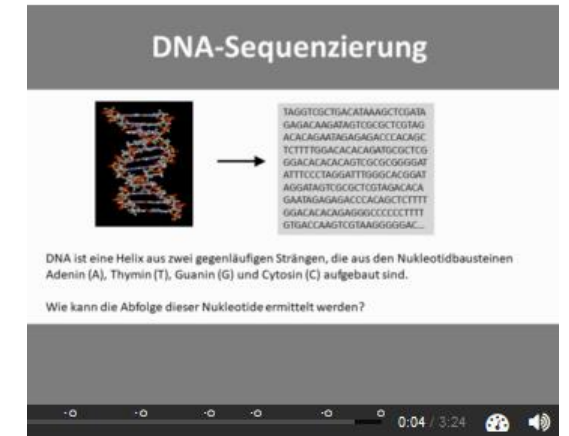 DNA-Sequenzierung
TAGGTCGCTGACATAAAGCTCGATA
GAGACAAGATAGTCGCGCTCGTAG
ACACAGAATAGAGAGACCCACAGC
TCTTTTGGACACACAGATGCGCTCG
GGACACACACAGTCGCGCGGGGAT
ATTTCCCTAGGATTTGGGCACGGAT
AGGATAGTCGCGCTCGTAGACACA
GAATAGAGAGACCCACAGCTCTTTT
GGACACACAGAGGGCCCCCCTTTT
GTGACCAAGTCGTAAGGGGGAC...
DNA ist eine Helix aus zwei gegenläufigen Strängen, die aus den Nukleotidbausteinen
Adenin (A), Thymin (T), Guanin (G) und Cytosin (C) aufgebaut sind.
Wie kann die Abfolge dieser Nukleotide ermittelt werden?
0:04 / 3:24